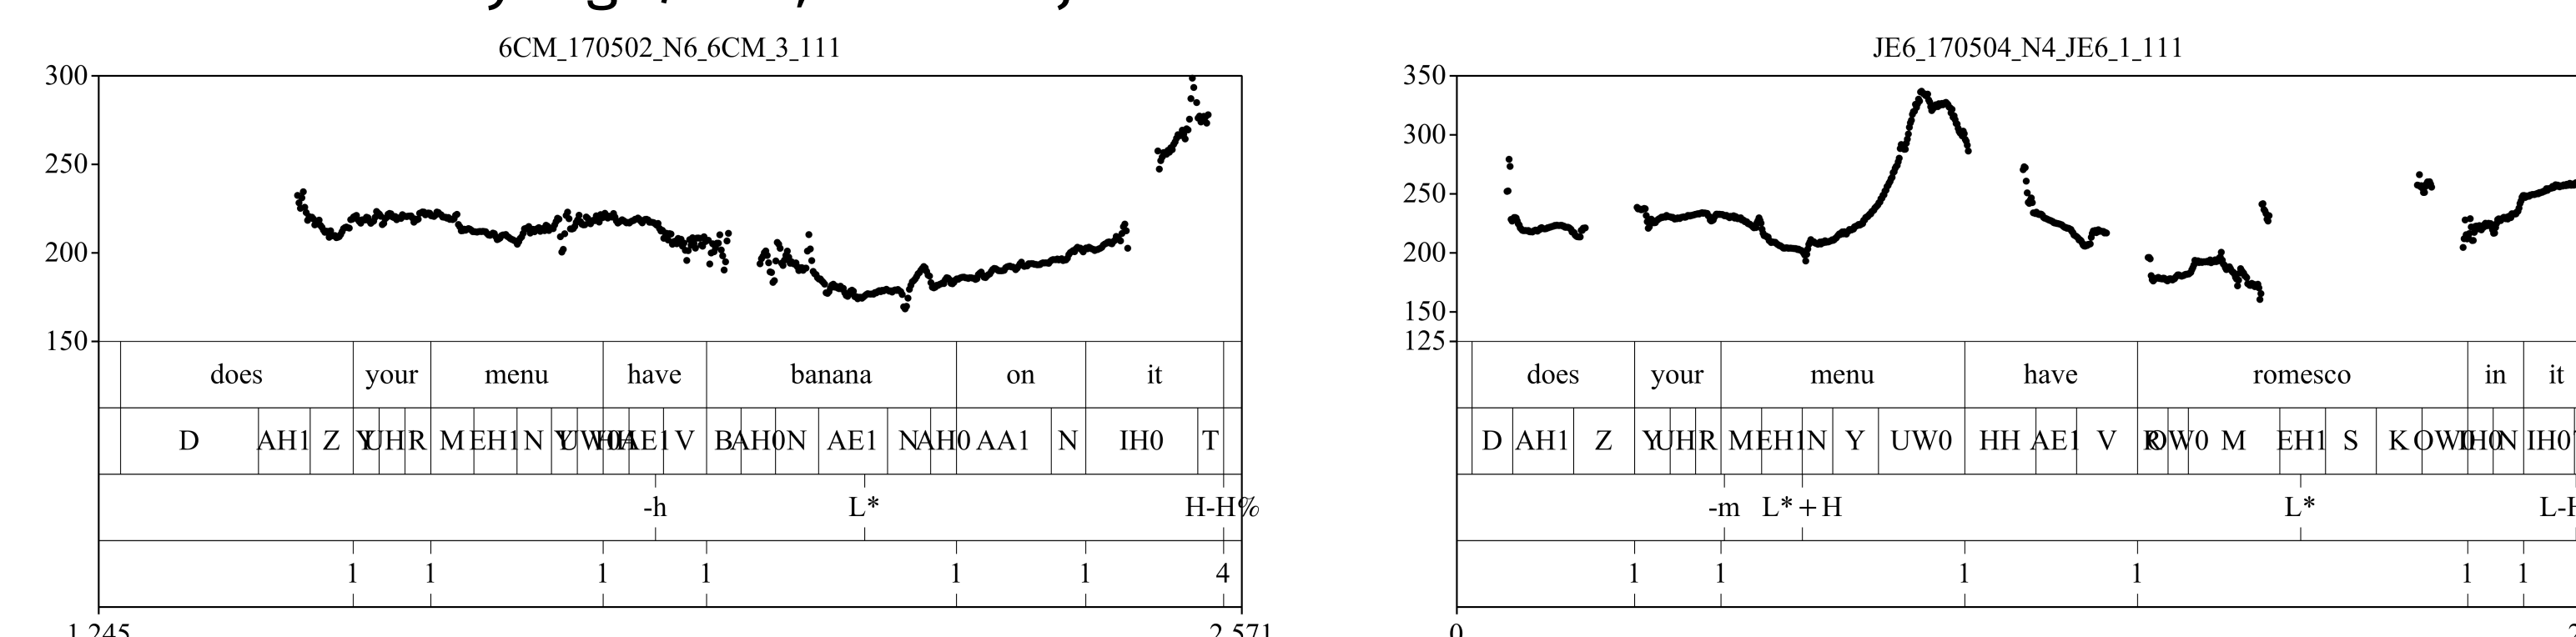 6CM_170502_N6_6CM_3_111
300
250
200
150
does your menu have banana on it
D AH1 Z Y UH R M EH1 N Y UW0 HH AE1 V B AH0 N AE1 N AH0 AA1 N IH0 T
-h L* H-H%
1 1 1 1 1 1 4
1.245 2.571
JE6_170504_N4_JE6_1_111
350
300
250
200
150
125
does your menu have romesco in it
D AH1 Z Y UH R M EH1 N Y UW0 HH AE1 V R OW0 M EH1 S K OW0 IH0 N IH0
-m L*+H L*
1 1 1 1 1 1
0